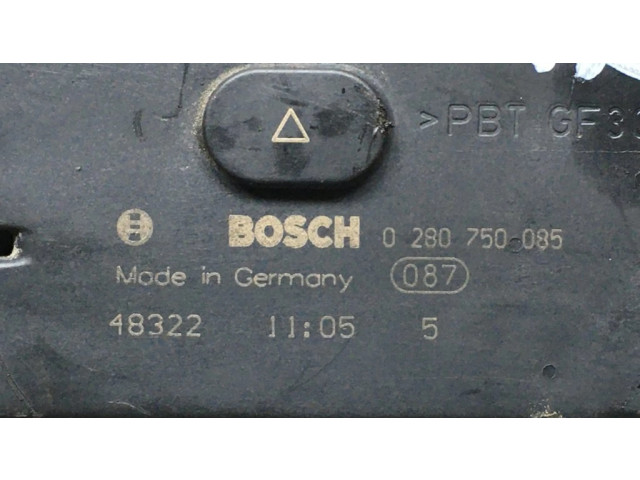 >PBT GF3
BOSCH 0 280 750 085
Made in Germany 087
48322 11:05 5